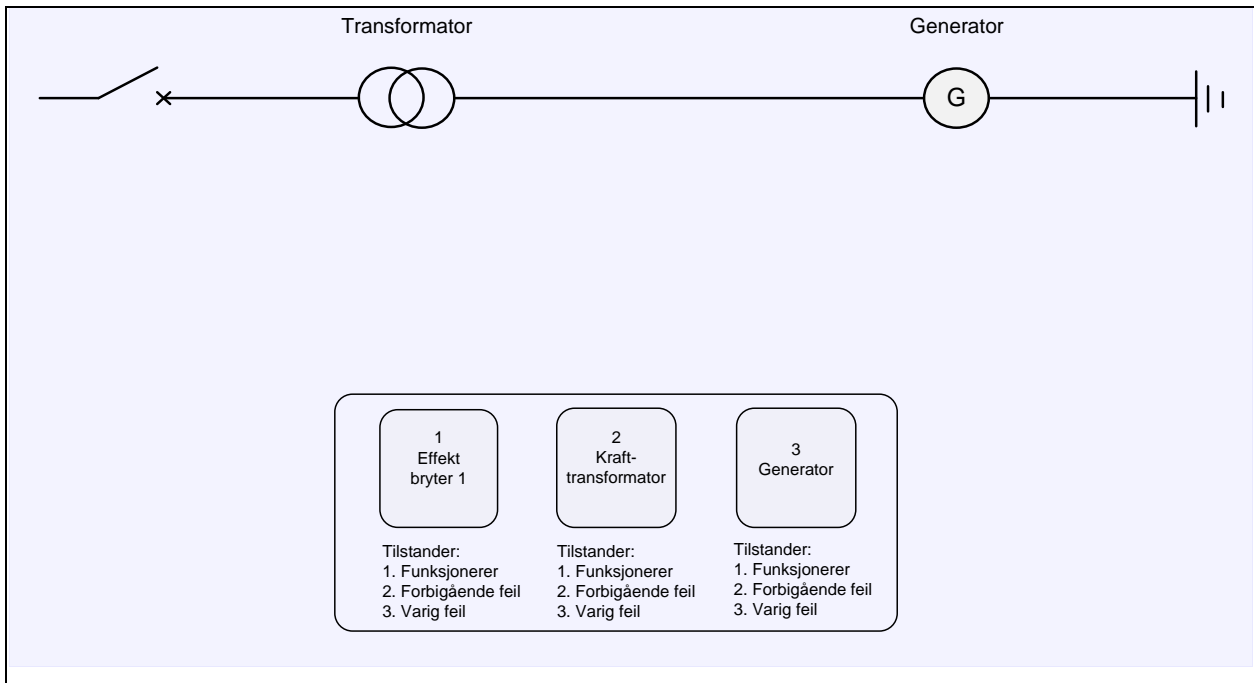 Transformator
Generator
G
1
Effekt
bryter 1
2
Kraft-
transformator
3
Generator
Tilstander:
1. Funksjonerer
2. Forbigående feil
3. Varig feil
Tilstander:
1. Funksjonerer
2. Forbigående feil
3. Varig feil
Tilstander:
1. Funksjonerer
2. Forbigående feil
3. Varig feil